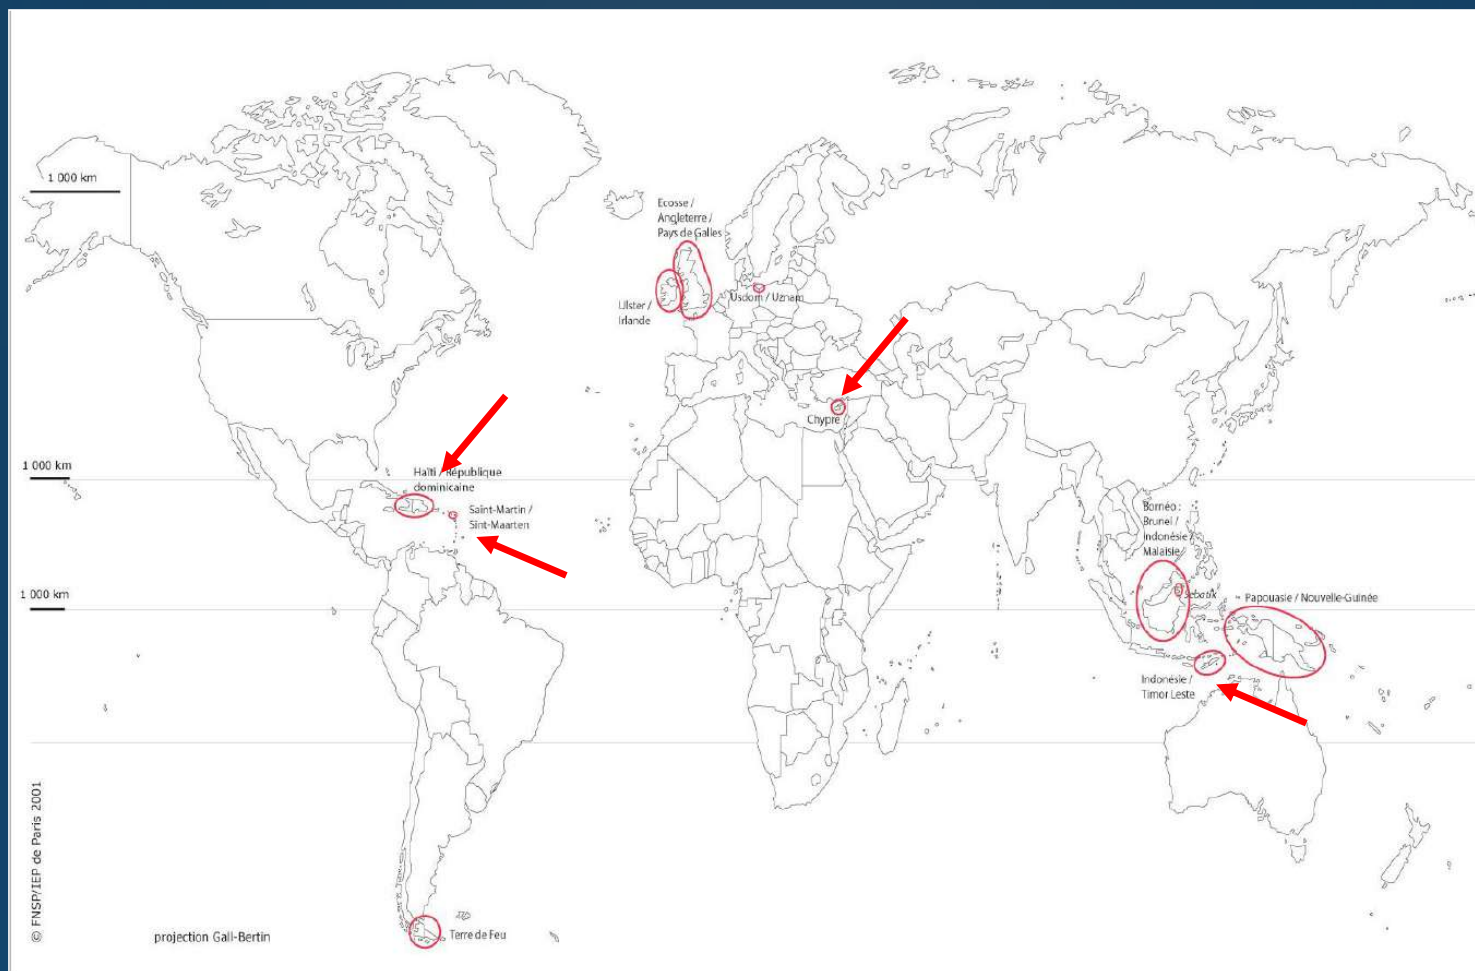 1 000 km
Ecosse /
Angleterre /
Pays de Galles
Ulster /
Irlande
Usdom / Uznam
Chypre
1 000 km
Haïti / République
dominicaine
Saint-Martin /
Sint-Maarten
Bornéo :
Brunei /
Indonésie /
Malaisie
Sebatik
1 000 km
Papouasie / Nouvelle-Guinée
Indonésie /
Timor Leste
© FNSP/IEP de Paris 2001
projection Gall-Bertin
Terre de Feu